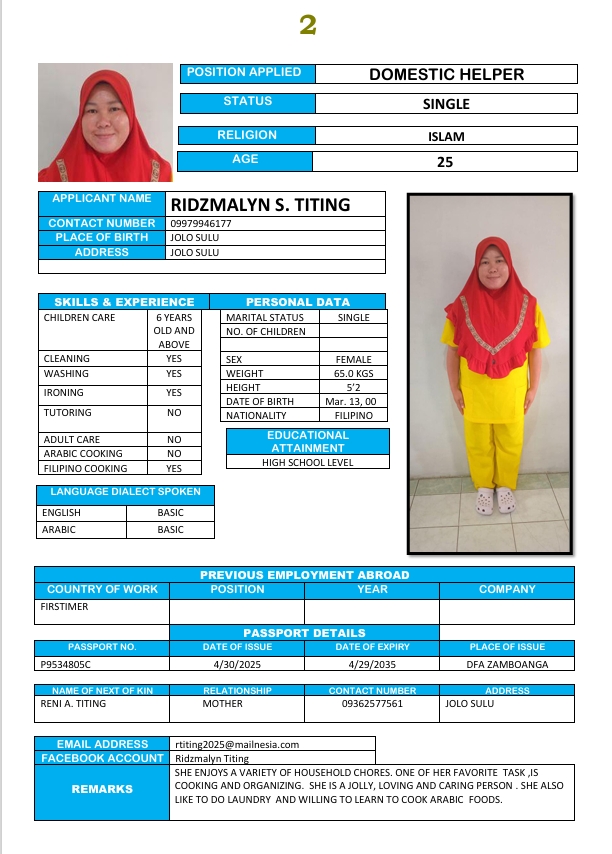 2
POSITION APPLIED DOMESTIC HELPER
STATUS SINGLE
RELIGION ISLAM
AGE 25
APPLICANT NAME RIDZMALYN S. TITING
CONTACT NUMBER 09979946177
PLACE OF BIRTH JOLO SULU
ADDRESS JOLO SULU
SKILLS & EXPERIENCE
CHILDREN CARE 6 YEARS
OLD AND
ABOVE
CLEANING YES
WASHING YES
IRONING YES
TUTORING NO
ADULT CARE NO
ARABIC COOKING NO
FILIPINO COOKING YES
PERSONAL DATA
MARITAL STATUS SINGLE
NO. OF CHILDREN
SEX FEMALE
WEIGHT 65.0 KGS
HEIGHT 5'2
DATE OF BIRTH Mar. 13, 00
NATIONALITY FILIPINO
EDUCATIONAL
ATTAINMENT
HIGH SCHOOL LEVEL
LANGUAGE DIALECT SPOKEN
ENGLISH BASIC
ARABIC BASIC
PREVIOUS EMPLOYMENT ABROAD
COUNTRY OF WORK POSITION YEAR COMPANY
FIRSTIMER
PASSPORT DETAILS
PASSPORT NO. DATE OF ISSUE DATE OF EXPIRY PLACE OF ISSUE
P9534805C 4/30/2025 4/29/2035 DFA ZAMBOANGA
NAME OF NEXT OF KIN RELATIONSHIP CONTACT NUMBER ADDRESS
RENI A. TITING MOTHER 09362577561 JOLO SULU
EMAIL ADDRESS rtiting2025@mailnesia.com
FACEBOOK ACCOUNT Ridzmalyn Titing
REMARKS
SHE ENJOYS A VARIETY OF HOUSEHOLD CHORES. ONE OF HER FAVORITE TASK ,IS
COOKING AND ORGANIZING. SHE IS A JOLLY, LOVING AND CARING PERSON . SHE ALSO
LIKE TO DO LAUNDRY AND WILLING TO LEARN TO COOK ARABIC FOODS.